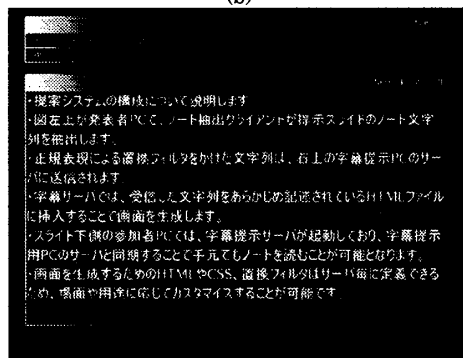 (b)
・提案システムの構成について説明します
・図左上が発表者PCで、ノート抽出クライアントが提示スライドのノート文字
列を抽出します。
・正規表現による置換フィルタをかけた文字列は、右上の字幕提示PCのサー
バに送信されます
・字幕サーバでは、受信した文字列をあらかじめ記述されているHTMLファイル
に挿入することで画面を生成します。
・スライド下側の参加者PCでは、字幕提示サーバが起動しており、字幕提示
用PCのサーバと同期することで手元でもノートを読むことが可能となります。
・画面を生成するためのHTMLやCSS、置換フィルタはサーバ毎に定義できる
ため、場面や用途に応じてカスタマイズすることが可能です。